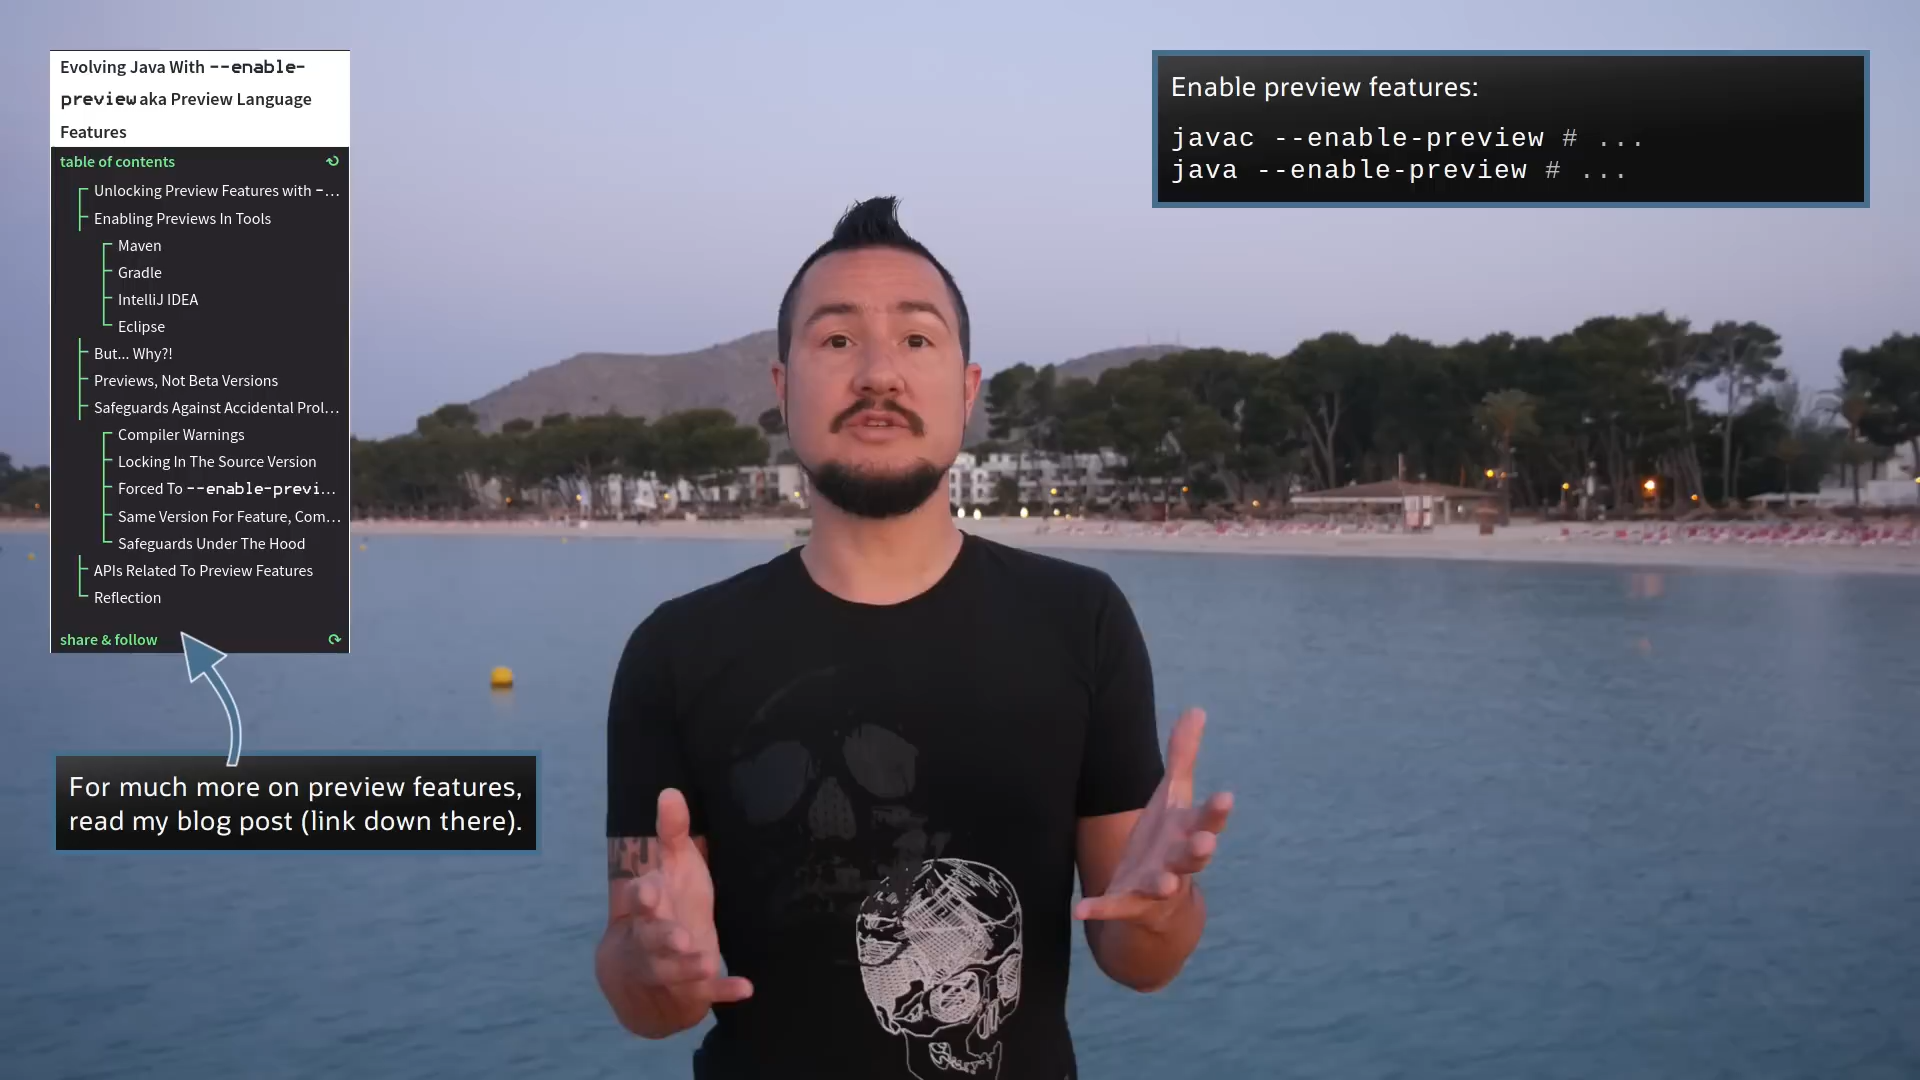 Evolving Java With --enable-
preview aka Preview Language
Features
table of contents
Unlocking Preview Features with -...
Enabling Previews In Tools
Maven
Gradle
IntelliJ IDEA
Eclipse
But... Why?!
Previews, Not Beta Versions
Safeguards Against Accidental Prol...
Compiler Warnings
Locking In The Source Version
Forced To --enable-previ...
Same Version For Feature, Com...
Safeguards Under The Hood
APIs Related To Preview Features
Reflection
share & follow
For much more on preview features,
read my blog post (link down there).
Enable preview features:
javac --enable-preview # ...
java --enable-preview # ...